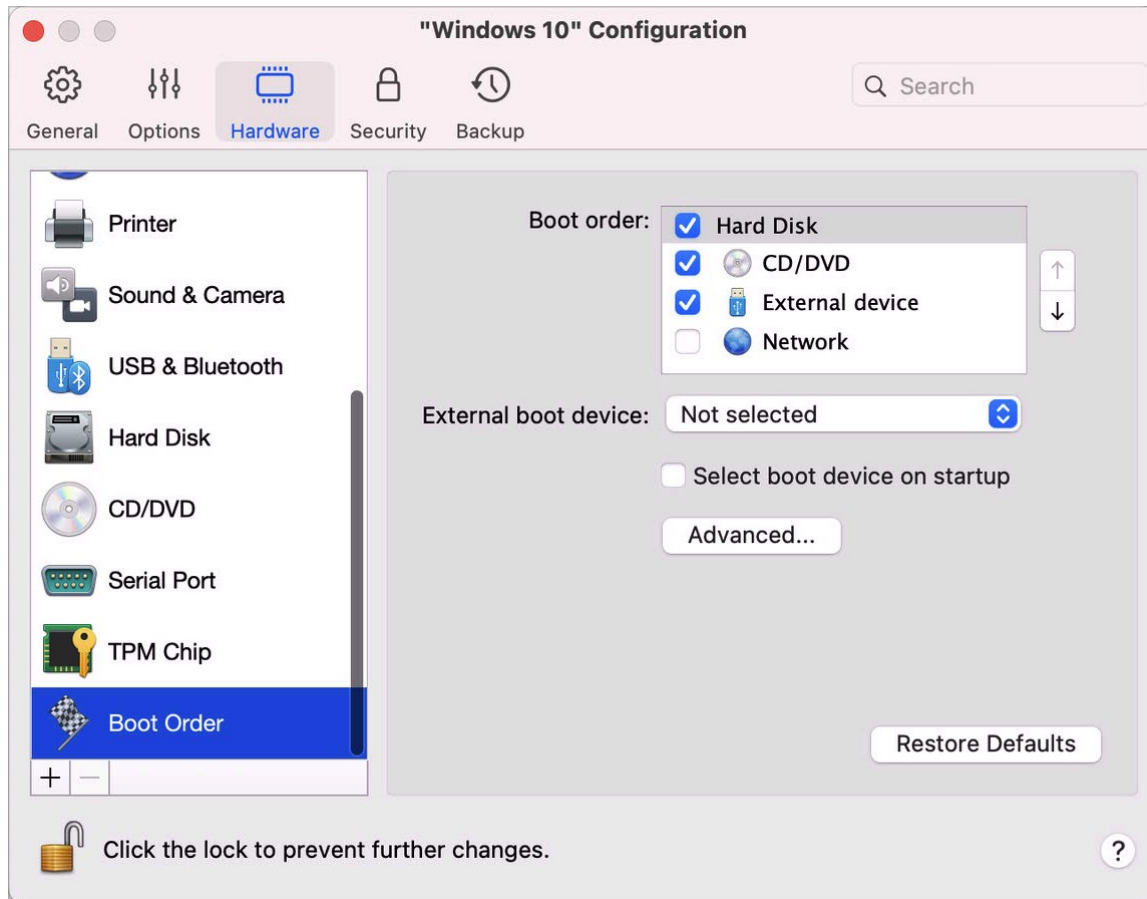 "Windows 10" Configuration
General
Options
Hardware
Security
Backup
Search
Printer
Sound & Camera
USB & Bluetooth
Hard Disk
CD/DVD
Serial Port
TPM Chip
Boot Order
Boot order:
Hard Disk
CD/DVD
External device
Network
External boot device: Not selected
Select boot device on startup
Advanced...
Restore Defaults
Click the lock to prevent further changes.
?